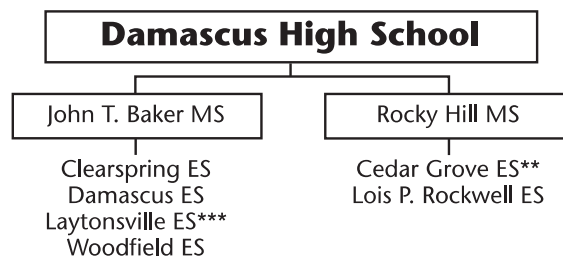 Damascus High School
John T. Baker MS
Rocky Hill MS
Clearspring ES
Damascus ES
Laytonsville ES***
Woodfield ES
Cedar Grove ES**
Lois P. Rockwell ES